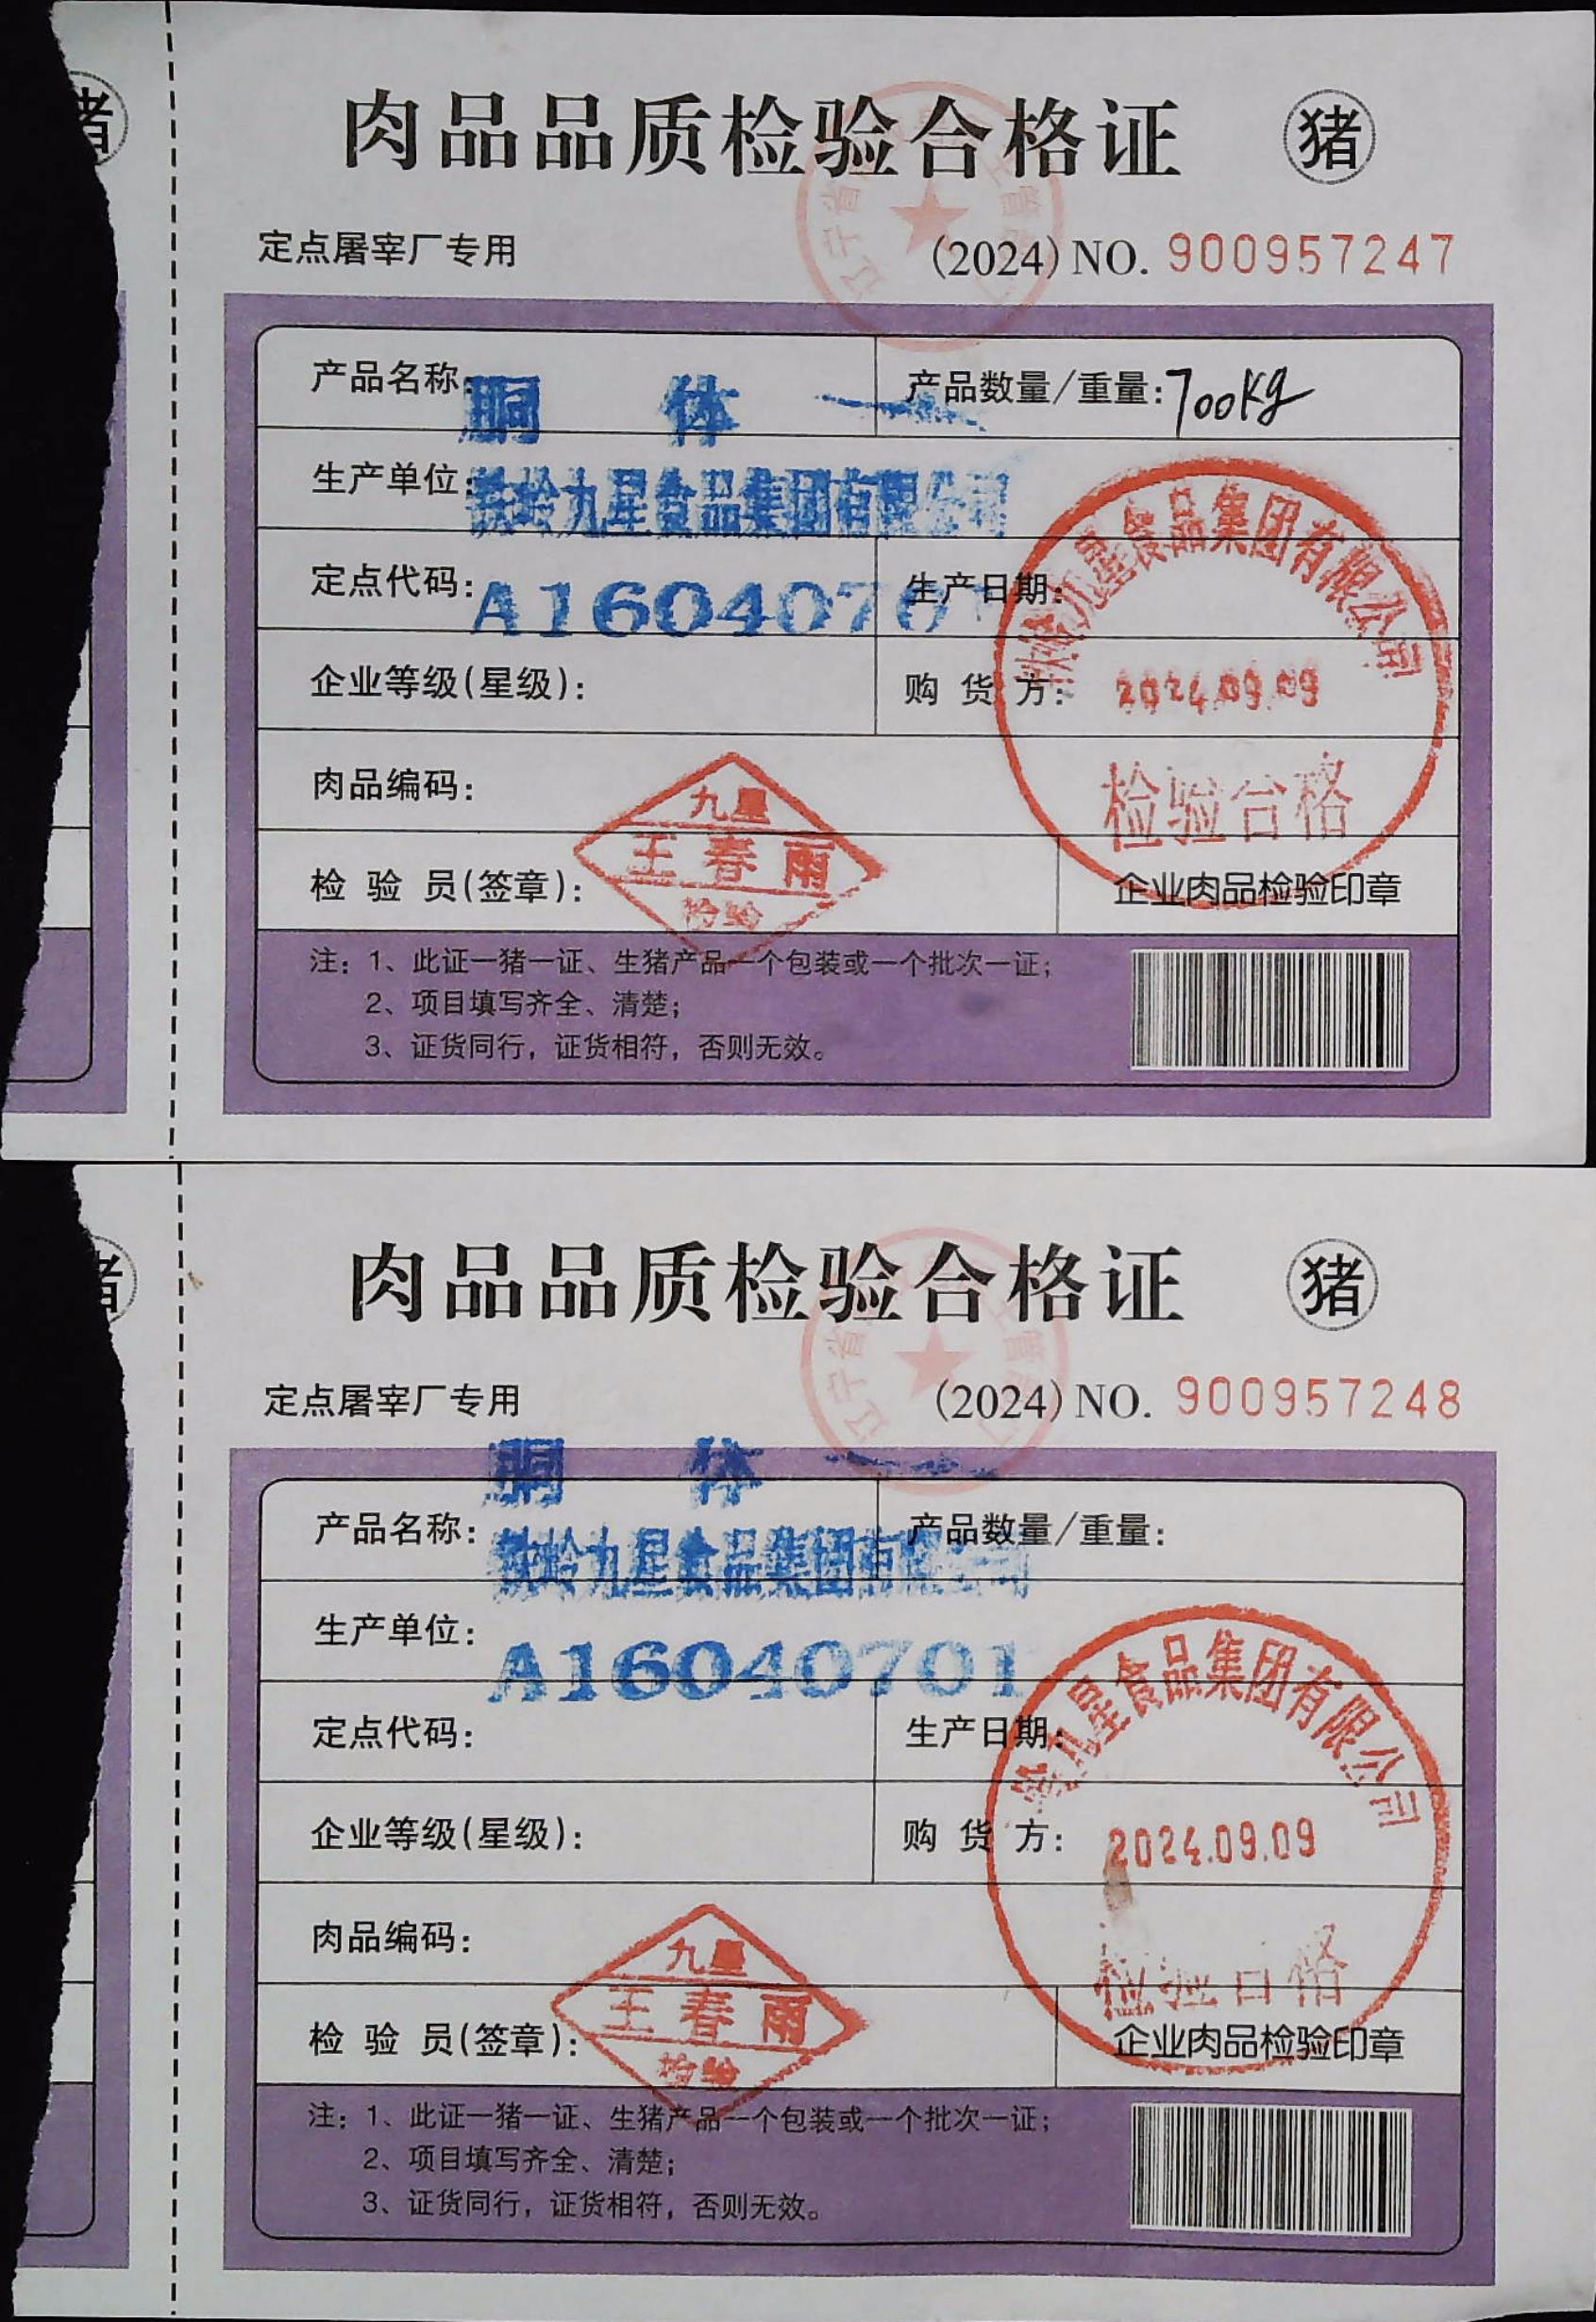 猪
肉品品质检验合格证 猪
定点屠宰厂专用 (2024) NO. 900957247
产品名称: 胴 体 产品数量/重量: 700kg
生产单位: 铁岭九星食品集团有限公司
定点代码: A1604070 生产日期:
铁岭九星食品集团有限公司
企业等级(星级): 购 货 方: 2024.09.09
肉品编码: 检验合格
九星
检 验 员(签章): 王春雨
检验
企业肉品检验印章
注: 1、此证一猪一证、生猪产品一个包装或一个批次一证;
2、项目填写齐全、清楚;
3、证货同行, 证货相符, 否则无效。
猪
肉品品质检验合格证 猪
定点屠宰厂专用 (2024) NO. 900957248
胴 体
产品名称: 产品数量/重量:
铁岭九星食品集团有限公司
生产单位:
A16040701
定点代码: 生产日期:
九星食品集团有限公司
企业等级(星级): 购 货 方: 2024.09.09
肉品编码: 检验合格
九星
检 验 员(签章): 王春雨
检验
企业肉品检验印章
注: 1、此证一猪一证、生猪产品一个包装或一个批次一证;
2、项目填写齐全、清楚;
3、证货同行, 证货相符, 否则无效。